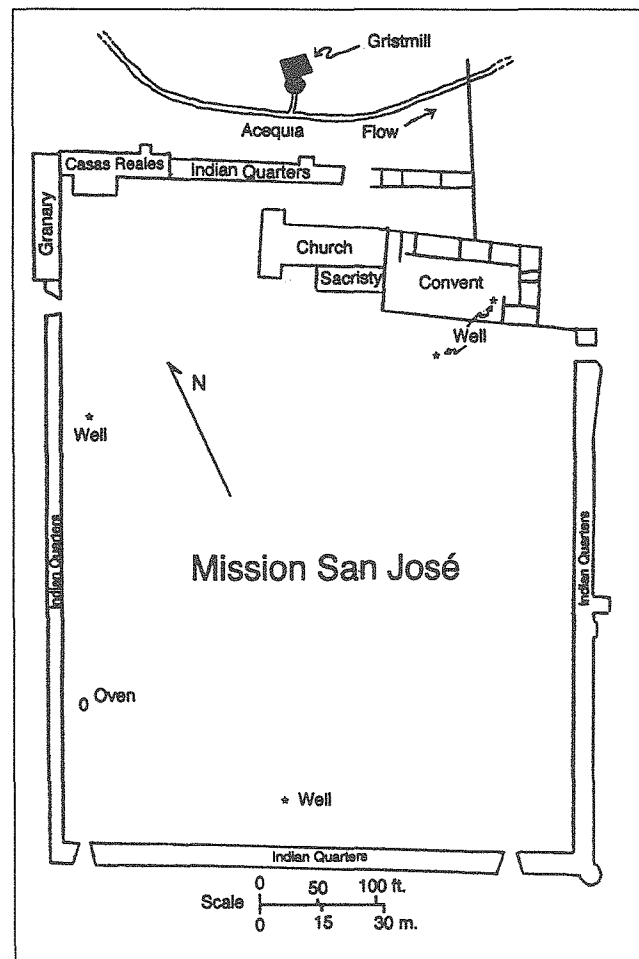 Gristmill
Acequia
Flow
Casas Reales
Indian Quarters
Granary
Church
Sacristy
Convent
Well
N
Well
Mission San José
Indian Quarters
Indian Quarters
Oven
Well
Indian Quarters
0 50 100 ft.
Scale
0 15 30 m.